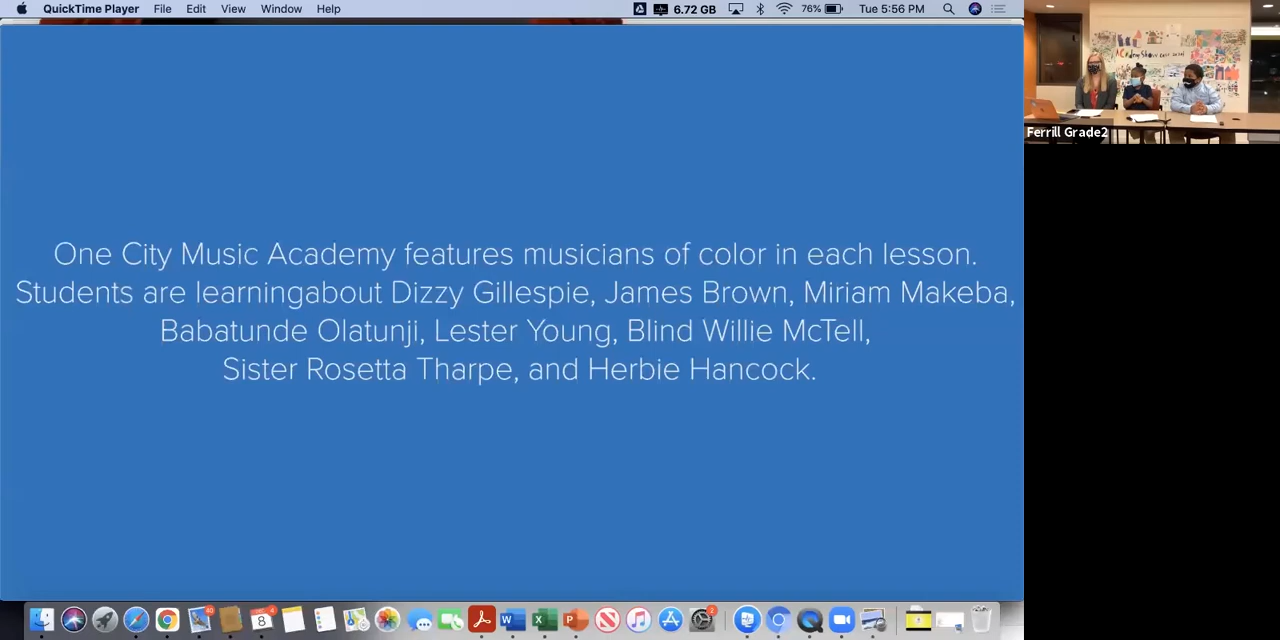 QuickTime Player File Edit View Window Help 6.72 GB 76% Tue 5:56 PM
Ferrill Grade2
One City Music Academy features musicians of color in each lesson.
Students are learningabout Dizzy Gillespie, James Brown, Miriam Makeba,
Babatunde Olatunji, Lester Young, Blind Willie McTell,
Sister Rosetta Tharpe, and Herbie Hancock.